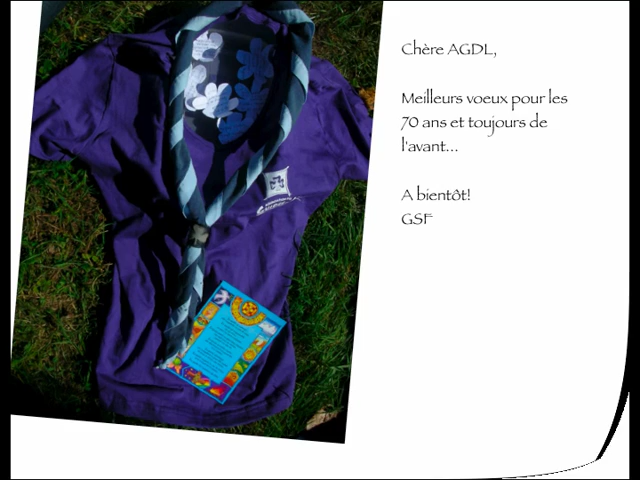 Chère AGDL,
Meilleurs voeux pour les
70 ans et toujours de
l'avant...
A bientôt!
GSF